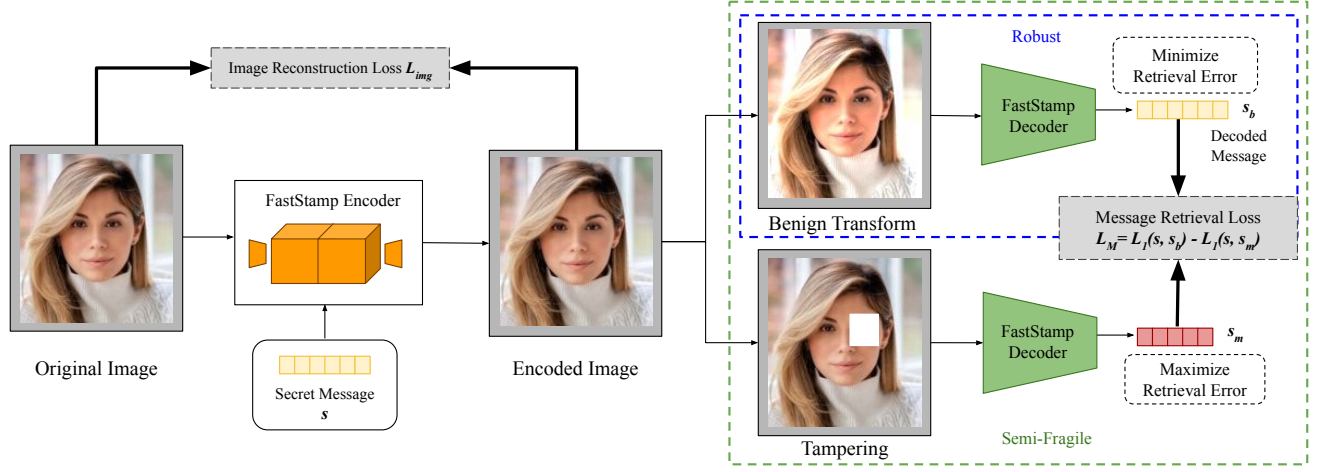 Image Reconstruction Loss L_img
Original Image
FastStamp Encoder
Secret Message
s
Encoded Image
Robust
Benign Transform
FastStamp
Decoder
Minimize
Retrieval Error
s_b
Decoded
Message
Message Retrieval Loss
L_M = L_1(s, s_b) - L_1(s, s_m)
Tampering
FastStamp
Decoder
s_m
Maximize
Retrieval Error
Semi-Fragile